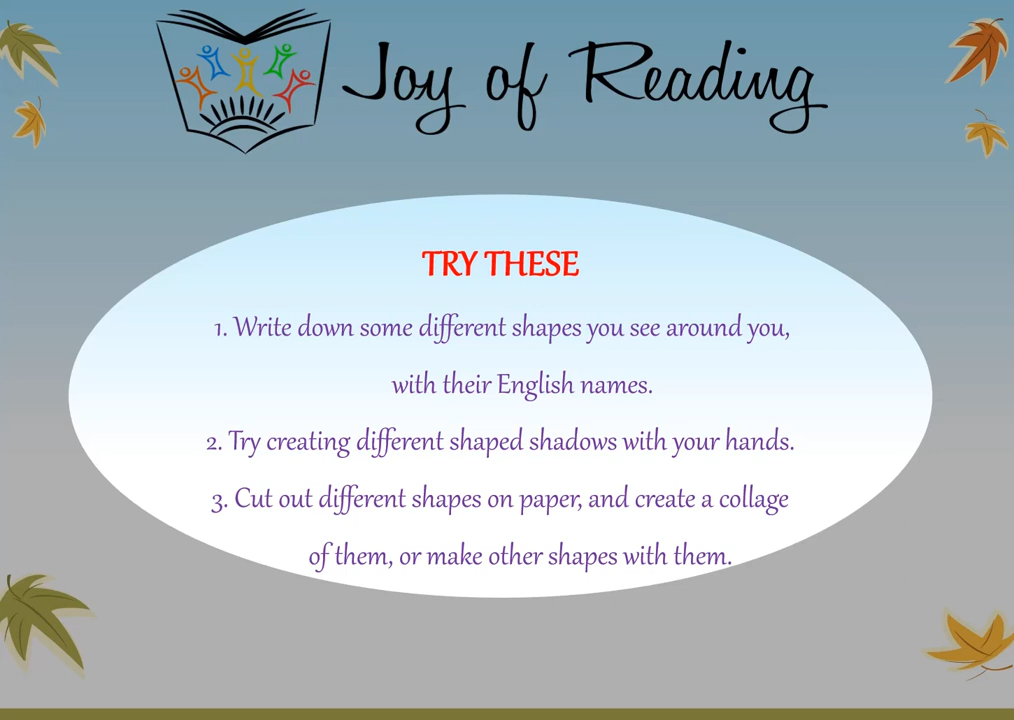 Joy of Reading
TRY THESE
1. Write down some different shapes you see around you,
with their English names.
2. Try creating different shaped shadows with your hands.
3. Cut out different shapes on paper, and create a collage
of them, or make other shapes with them.